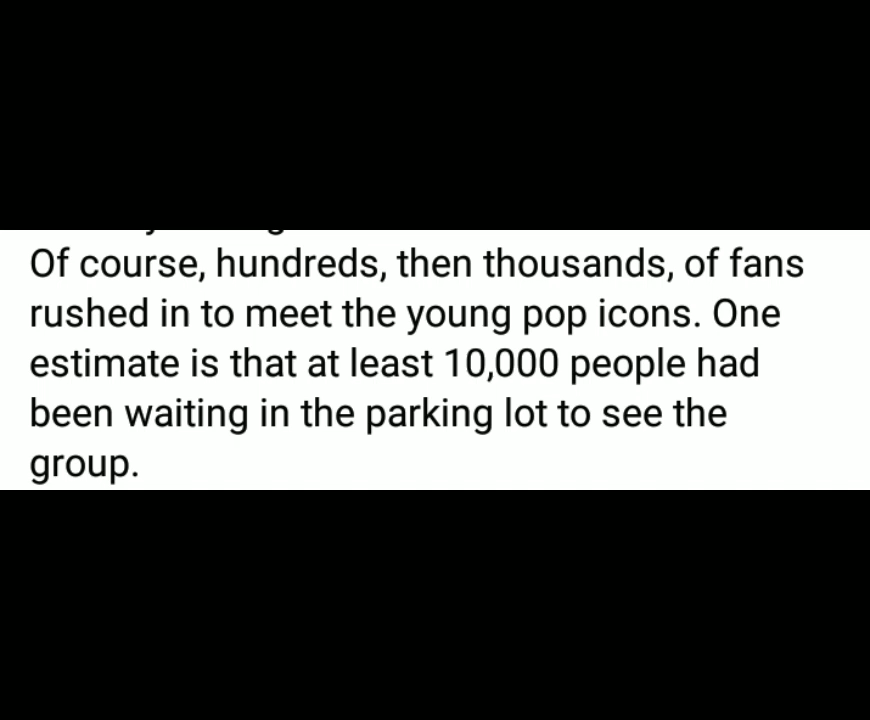 Of course, hundreds, then thousands, of fans
rushed in to meet the young pop icons. One
estimate is that at least 10,000 people had
been waiting in the parking lot to see the
group.